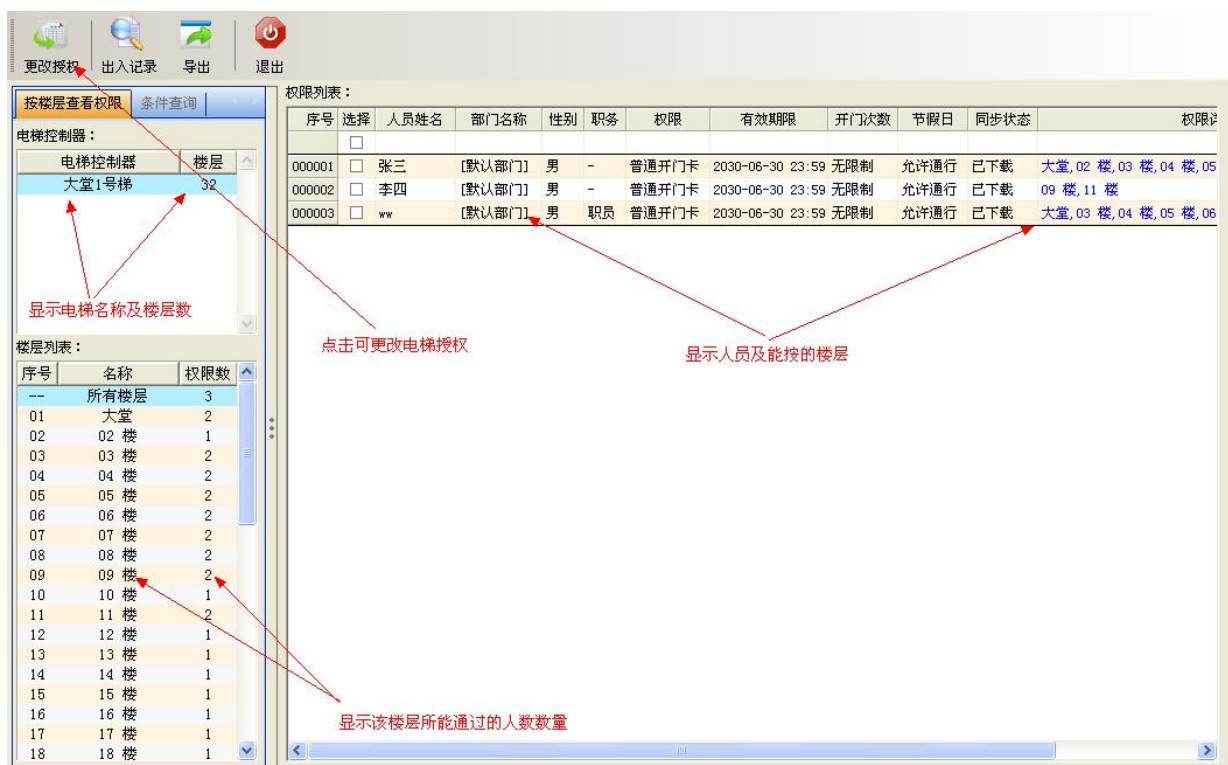 更改授权 出入记录 导出 退出
按楼层查看权限 条件查询
电梯控制器：
电梯控制器 楼层
大堂1号梯 32
显示电梯名称及楼层数
楼层列表：
序号 名称 权限数
-- 所有楼层 3
01 大堂 2
02 02 楼 1
03 03 楼 2
04 04 楼 2
05 05 楼 2
06 06 楼 2
07 07 楼 2
08 08 楼 2
09 09 楼 2
10 10 楼 1
11 11 楼 2
12 12 楼 1
13 13 楼 1
14 14 楼 1
15 15 楼 1
16 16 楼 1
17 17 楼 1
18 18 楼 1
权限列表：
序号 选择 人员姓名 部门名称 性别 职务 权限 有效期限 开门次数 节假日 同步状态 权限
000001 张三 [默认部门] 男 - 普通开门卡 2030-06-30 23:59 无限制 允许通行 已下载 大堂,02 楼,03 楼,04 楼,05
000002 李四 [默认部门] 男 - 普通开门卡 2030-06-30 23:59 无限制 允许通行 已下载 09 楼,11 楼
000003 ww [默认部门] 男 职员 普通开门卡 2030-06-30 23:59 无限制 允许通行 已下载 大堂,03 楼,04 楼,05 楼,06
点击可更改电梯授权
显示人员及能按的楼层
显示该楼层所能通过的人数数量